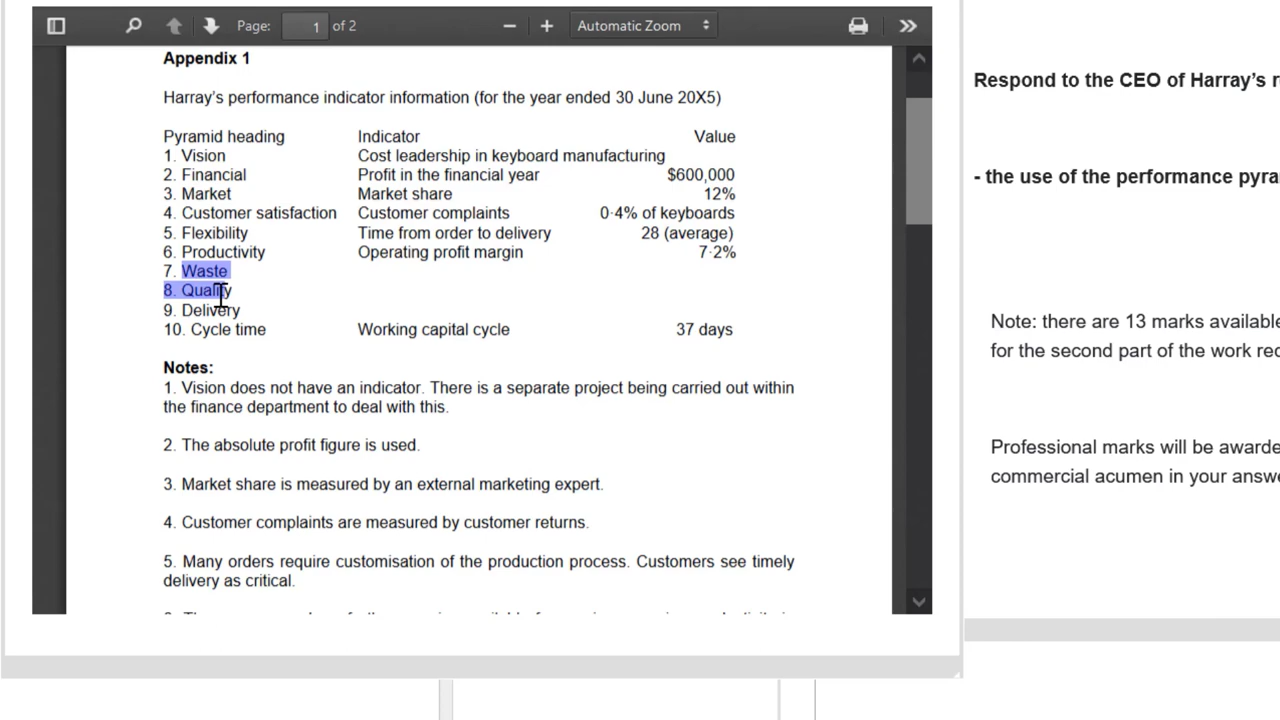 Page: 1 of 2
Automatic Zoom
Appendix 1
Harray's performance indicator information (for the year ended 30 June 20X5)
Pyramid heading Indicator Value
1. Vision Cost leadership in keyboard manufacturing
2. Financial Profit in the financial year $600,000
3. Market Market share 12%
4. Customer satisfaction Customer complaints 0·4% of keyboards
5. Flexibility Time from order to delivery 28 (average)
6. Productivity Operating profit margin 7·2%
7. Waste
8. Quality
9. Delivery
10. Cycle time Working capital cycle 37 days
Notes:
1. Vision does not have an indicator. There is a separate project being carried out within
the finance department to deal with this.
2. The absolute profit figure is used.
3. Market share is measured by an external marketing expert.
4. Customer complaints are measured by customer returns.
5. Many orders require customisation of the production process. Customers see timely
delivery as critical.
Respond to the CEO of Harray's
- the use of the performance
Note: there are 13 marks available
for the second part of the work
Professional marks will be
commercial acumen in your